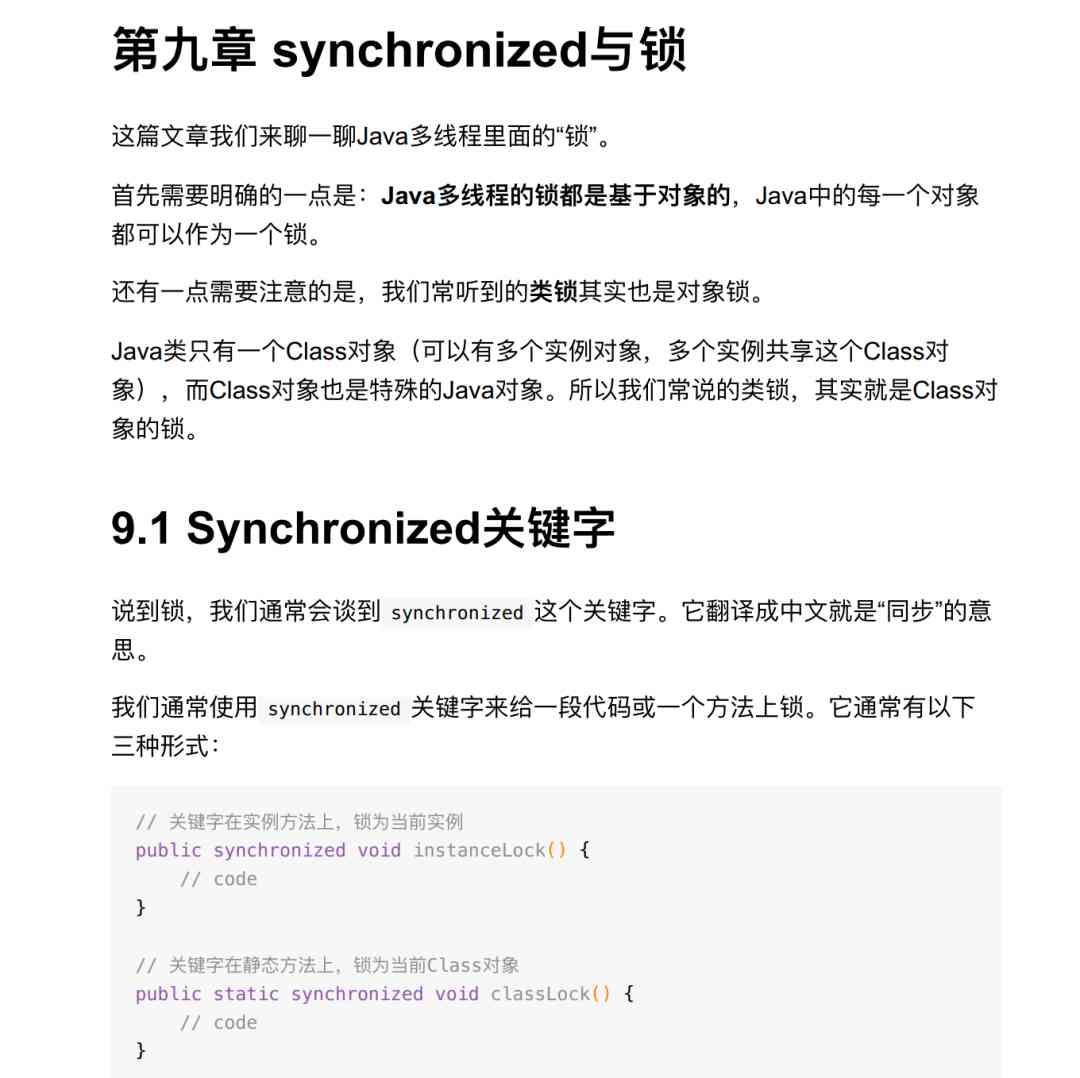 第九章 synchronized与锁
这篇文章我们来聊一聊Java多线程里面的“锁”。
首先需要明确的一点是：Java多线程的锁都是基于对象的，Java中的每一个对象
都可以作为一个锁。
还有一点需要注意的是，我们常听到的类锁其实也是对象锁。
Java类只有一个Class对象（可以有多个实例对象，多个实例共享这个Class对
象），而Class对象也是特殊的Java对象。所以我们常说的类锁，其实就是Class对
象的锁。
9.1 Synchronized关键字
说到锁，我们通常会谈到 synchronized 这个关键字。它翻译成中文就是“同步”的意
思。
我们通常使用 synchronized 关键字来给一段代码或一个方法上锁。它通常有以下
三种形式：
// 关键字在实例方法上，锁为当前实例
public synchronized void instanceLock() {
    // code
}
// 关键字在静态方法上，锁为当前Class对象
public static synchronized void classLock() {
    // code
}